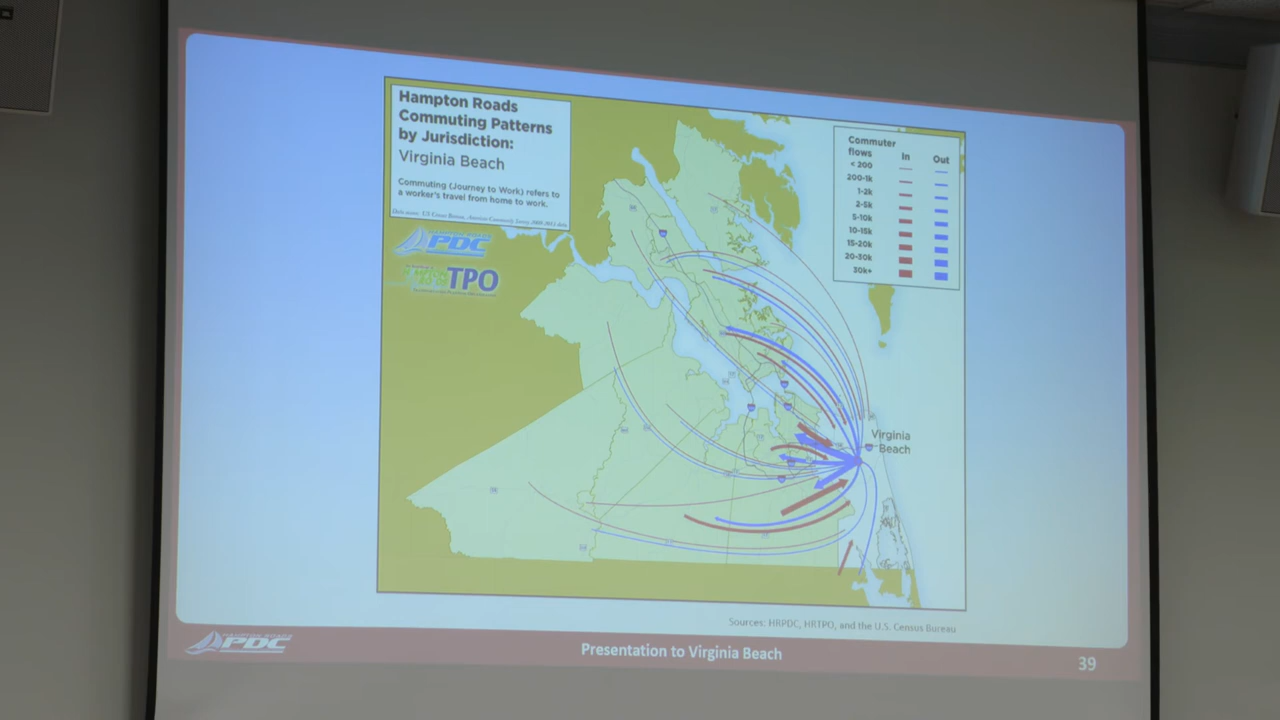 Hampton Roads
Commuting Patterns
by Jurisdiction:
Virginia Beach
Commuting (Journey to Work) refers to
a worker's travel from home to work.
PDC
TPO
Commuter
flows
In
Out
< 200
200-1k
1-2k
2-5k
5-10k
10-15k
15-20k
20-30k
30k+
Virginia
Beach
Sources: HRPDC, HRTPO, and the U.S. Census Bureau
HAMPTON ROADS
PDC
Presentation to Virginia Beach
39